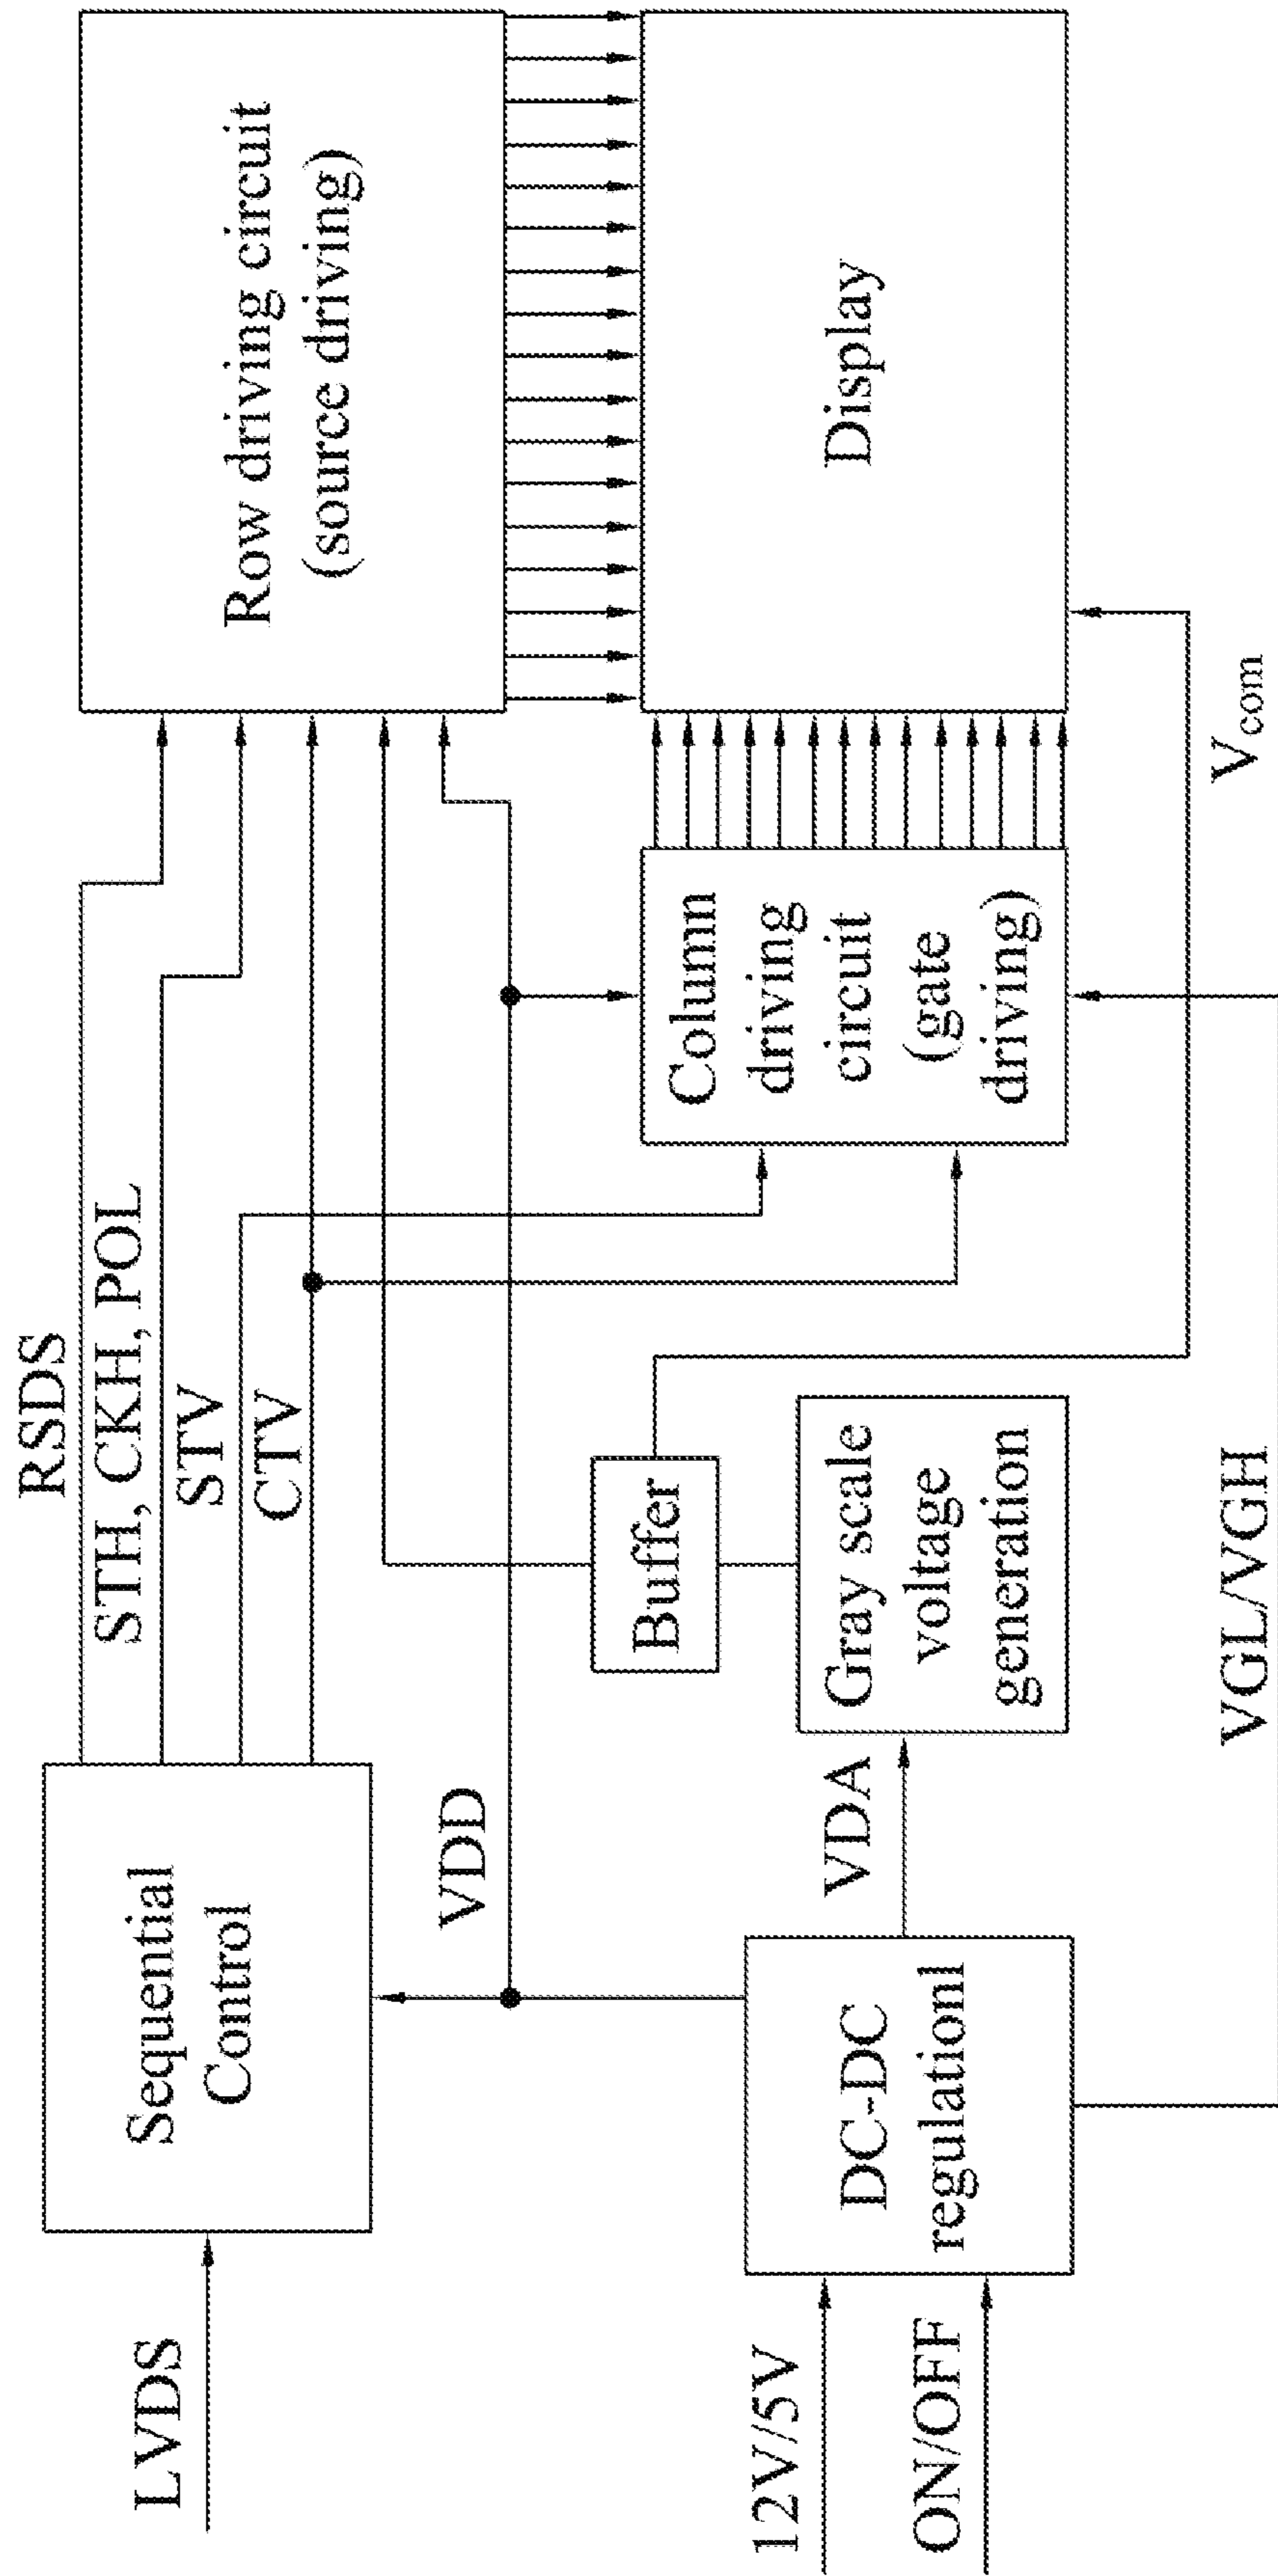 LVDS
Sequential
Control
RSDS
STH, CKH, POL
STV
CTV
Row driving circuit
(source driving)
VDD
12V/5V
ON/OFF
DC-DC
regulationl
VDA
Buffer
Gray scale
voltage
generation
Column
driving
circuit
(gate
driving)
Display
VGL/VGH
Vcom